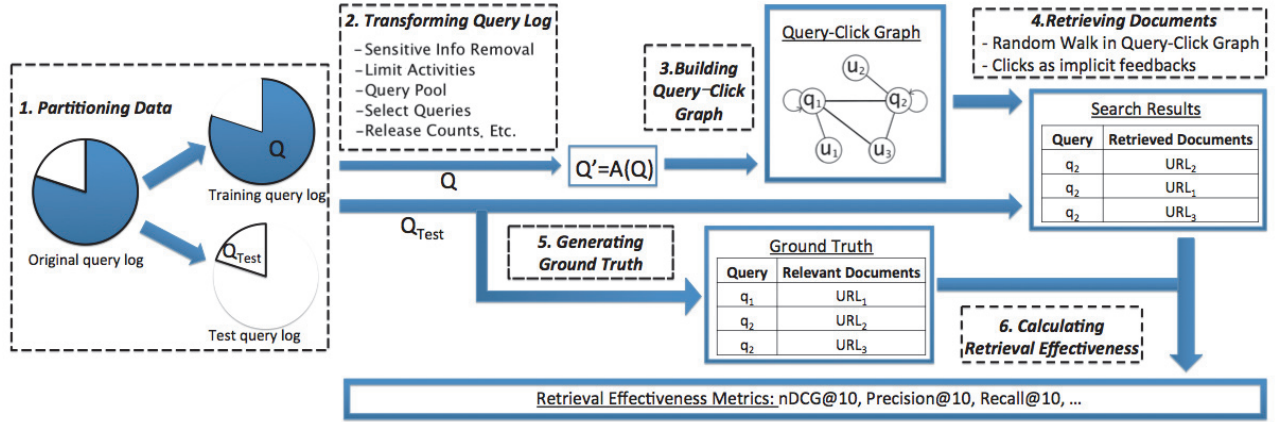 1. Partitioning Data
Q
Training query log
Original query log
Q_Test
Test query log
2. Transforming Query Log
-Sensitive Info Removal
-Limit Activities
-Query Pool
-Select Queries
-Release Counts, Etc.
Q
Q'=A(Q)
Q_Test
3.Building
Query-Click
Graph
Query-Click Graph
u₂
q₁
q₂
u₁
u₃
4.Retrieving Documents
- Random Walk in Query-Click Graph
- Clicks as implicit feedbacks
Search Results
Query Retrieved Documents
q₂ URL₂
q₂ URL₁
q₂ URL₃
5. Generating
Ground Truth
Ground Truth
Query Relevant Documents
q₁ URL₁
q₂ URL₂
q₂ URL₃
6. Calculating
Retrieval Effectiveness
Retrieval Effectiveness Metrics: nDCG@10, Precision@10, Recall@10, ...